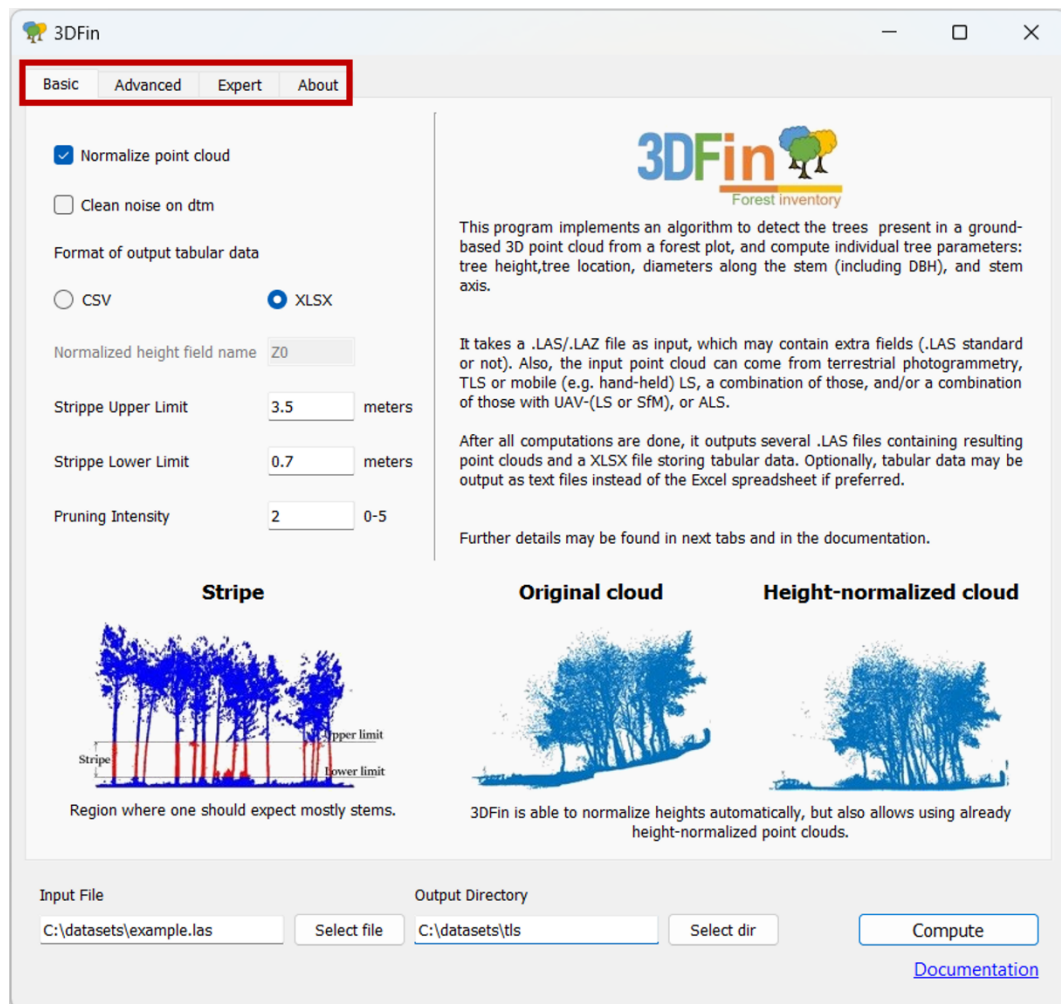 3DFin
Basic Advanced Expert About
Normalize point cloud
Clean noise on dtm
Format of output tabular data
CSV XLSX
Normalized height field name Z0
Strippe Upper Limit 3.5 meters
Strippe Lower Limit 0.7 meters
Pruning Intensity 2 0-5
3DFin
Forest inventory
This program implements an algorithm to detect the trees present in a ground-
based 3D point cloud from a forest plot, and compute individual tree parameters:
tree height,tree location, diameters along the stem (including DBH), and stem
axis.
It takes a .LAS/.LAZ file as input, which may contain extra fields (.LAS standard
or not). Also, the input point cloud can come from terrestrial photogrammetry,
TLS or mobile (e.g. hand-held) LS, a combination of those, and/or a combination
of those with UAV-(LS or SfM), or ALS.
After all computations are done, it outputs several .LAS files containing resulting
point clouds and a XLSX file storing tabular data. Optionally, tabular data may be
output as text files instead of the Excel spreadsheet if preferred.
Further details may be found in next tabs and in the documentation.
Stripe
Upper limit
Stripe
Lower limit
Region where one should expect mostly stems.
Original cloud Height-normalized cloud
3DFin is able to normalize heights automatically, but also allows using already
height-normalized point clouds.
Input File Output Directory
C:\datasets\example.las Select file C:\datasets\tls Select dir Compute
Documentation